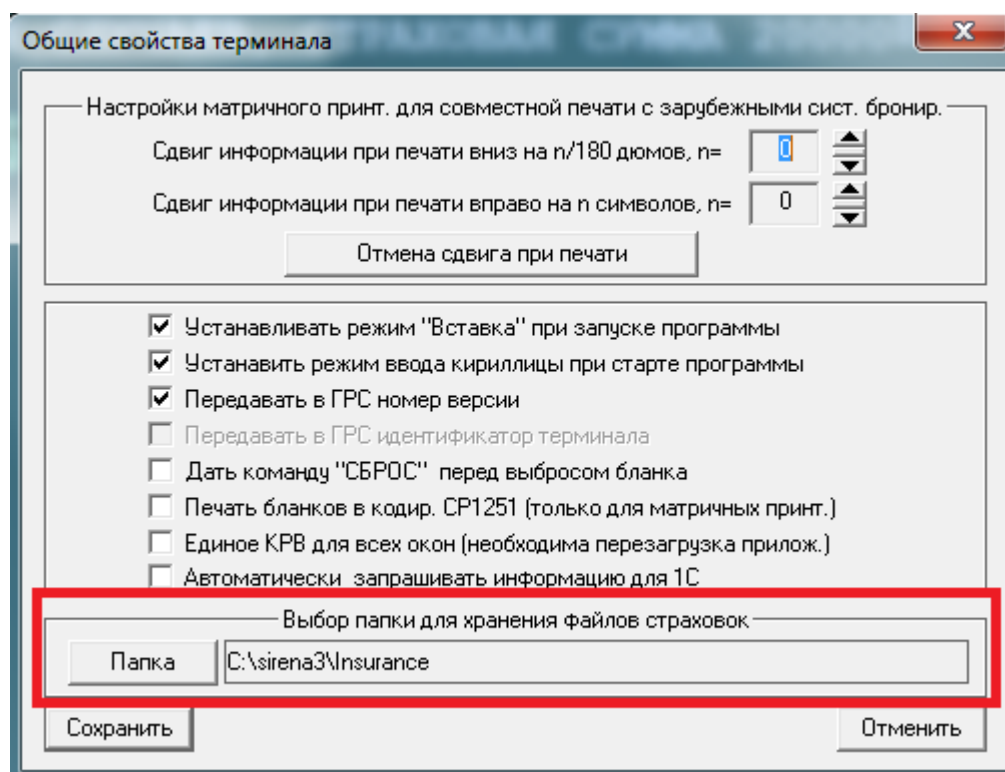 Общие свойства терминала
Настройки матричного принт. для совместной печати с зарубежными сист. бронир.
Сдвиг информации при печати вниз на n/180 дюмов, n= 0
Сдвиг информации при печати вправо на n символов, n= 0
Отмена сдвига при печати
Устанавливать режим "Вставка" при запуске программы
Установить режим ввода кириллицы при старте программы
Передавать в ГРС номер версии
Передавать в ГРС идентификатор терминала
Дать команду "СБРОС" перед выбросом бланка
Печать бланков в кодир. CP1251 (только для матричных принт.)
Единое КРВ для всех окон (необходима перезагрузка прилож.)
Автоматически запрашивать информацию для 1С
Выбор папки для хранения файлов страховок
Папка C:\sirena3\Insurance
Сохранить Отменить